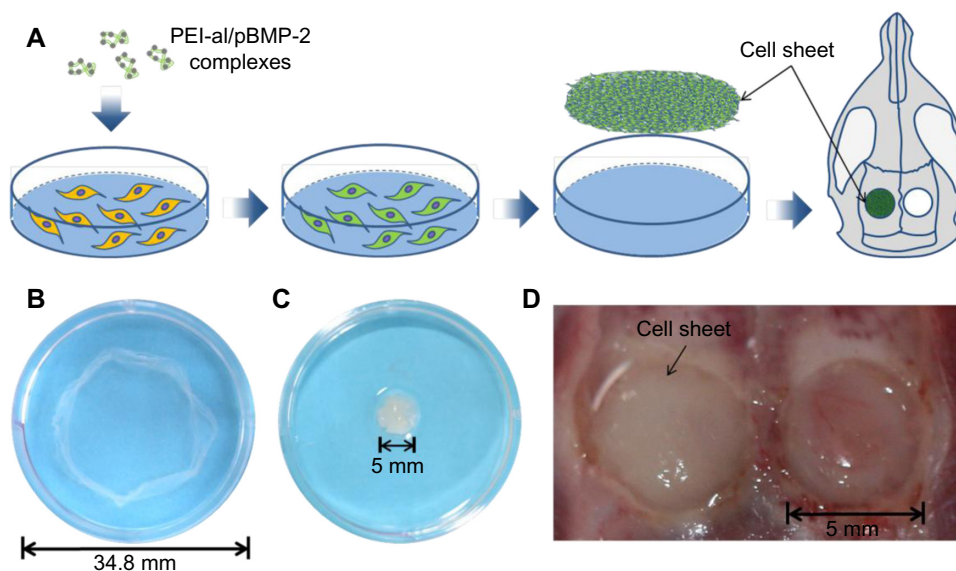 A
PEI-al/pBMP-2
complexes
Cell sheet
B
C
D
Cell sheet
5 mm
5 mm
34.8 mm